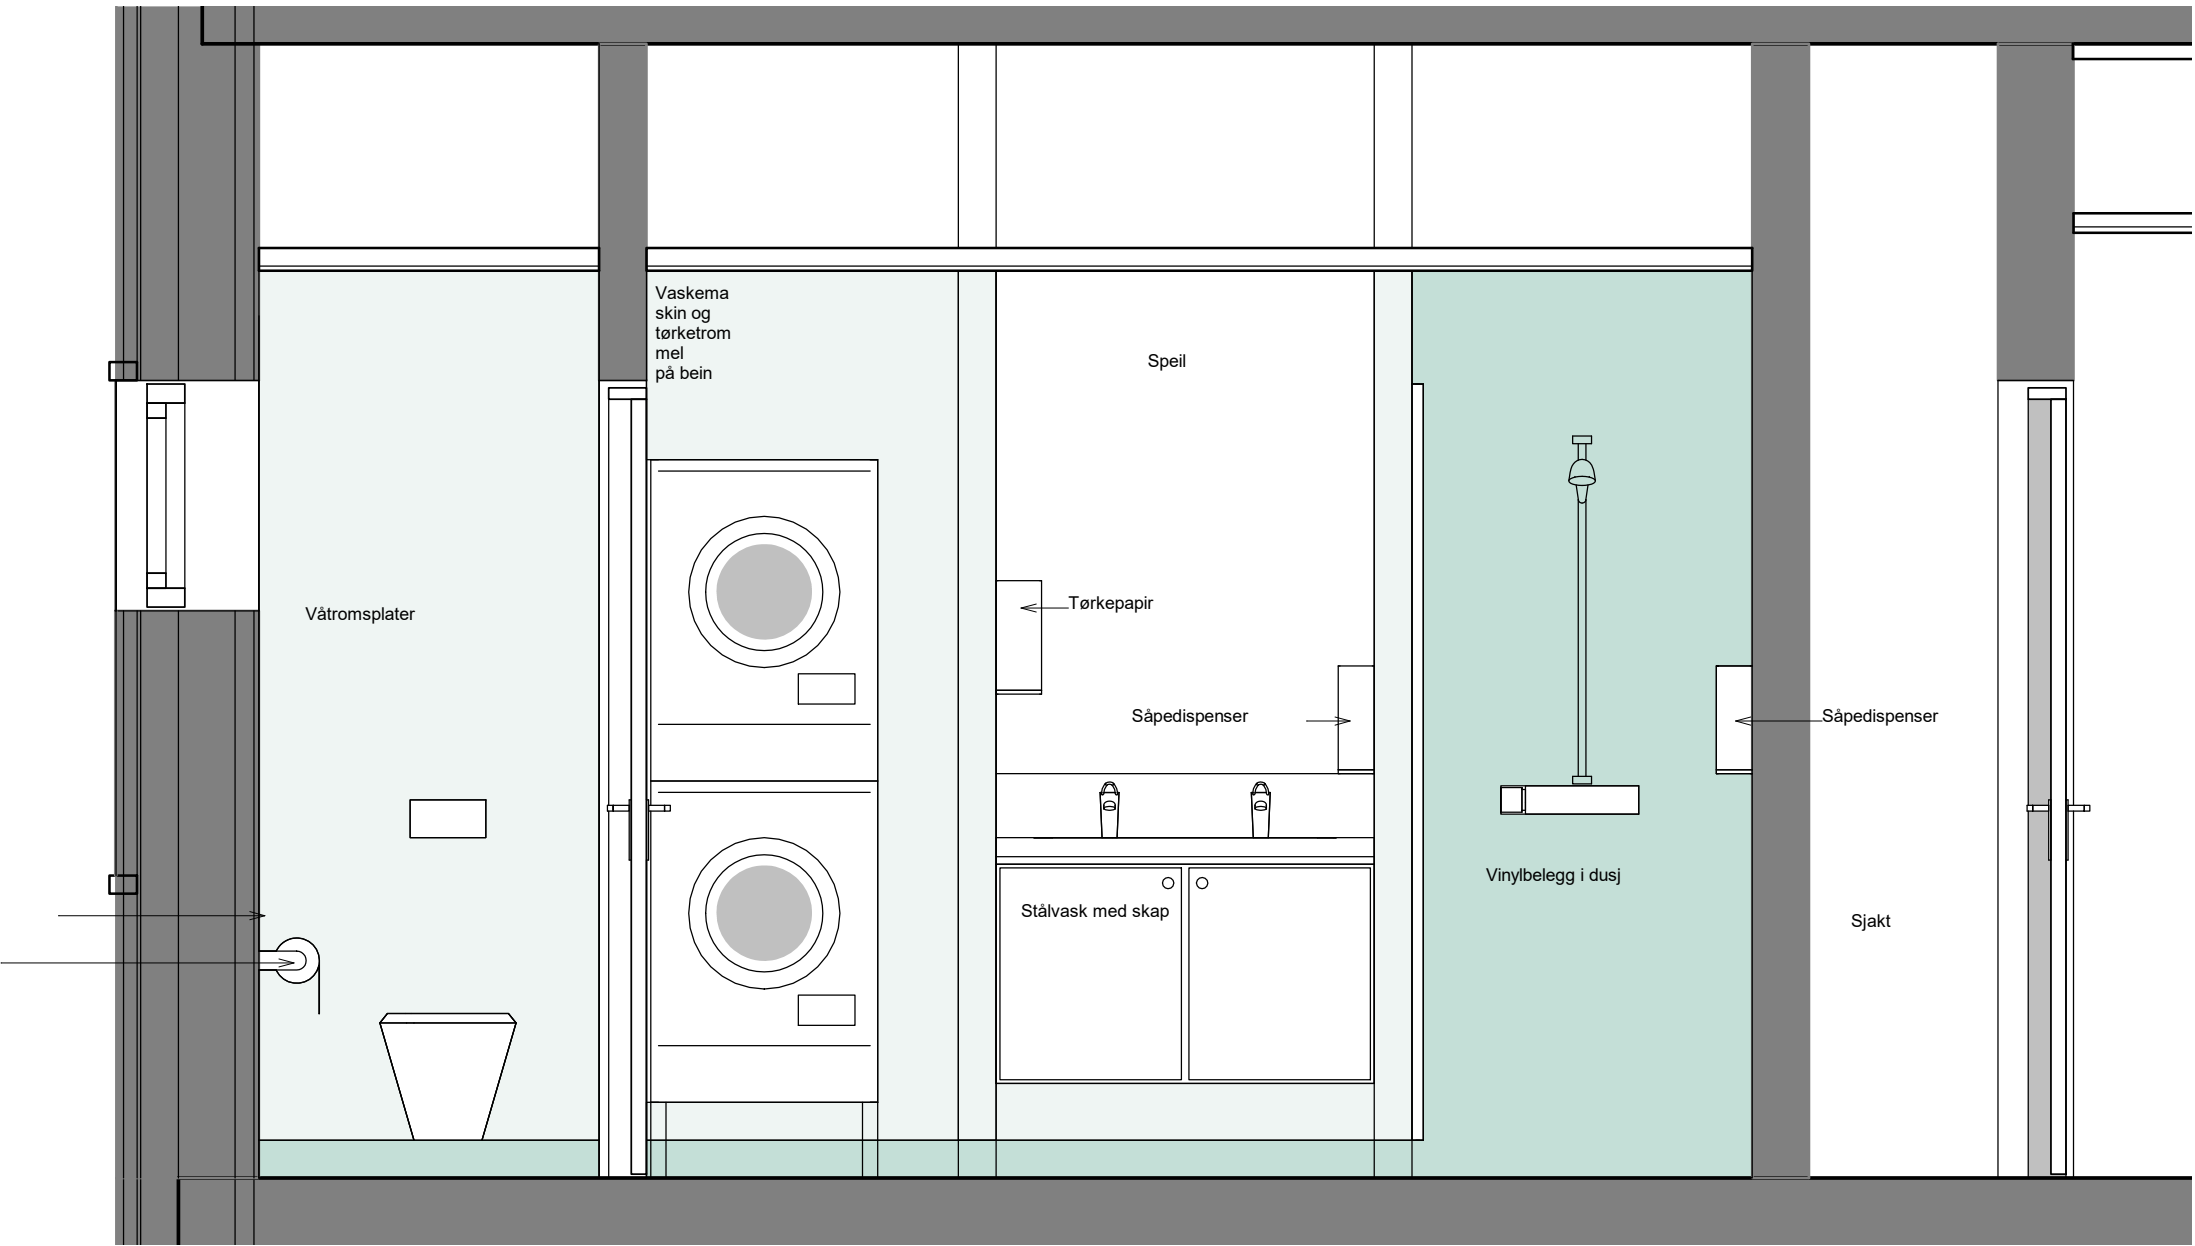 Vaskema
skin og
tørketrom
mel
på bein
Speil
Tørkepapir
Våtromsplater
Såpedispenser
Såpedispenser
Vinylbelegg i dusj
Stålvask med skap
Sjakt